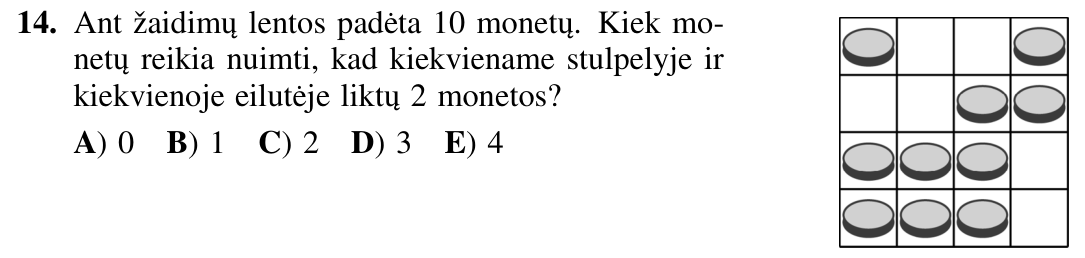 14. Ant žaidimų lentos padėta 10 monetų. Kiek mo-
netų reikia nuimti, kad kiekviename stulpelyje ir
kiekvienoje eilutėje liktų 2 monetos?
A) 0 B) 1 C) 2 D) 3 E) 4